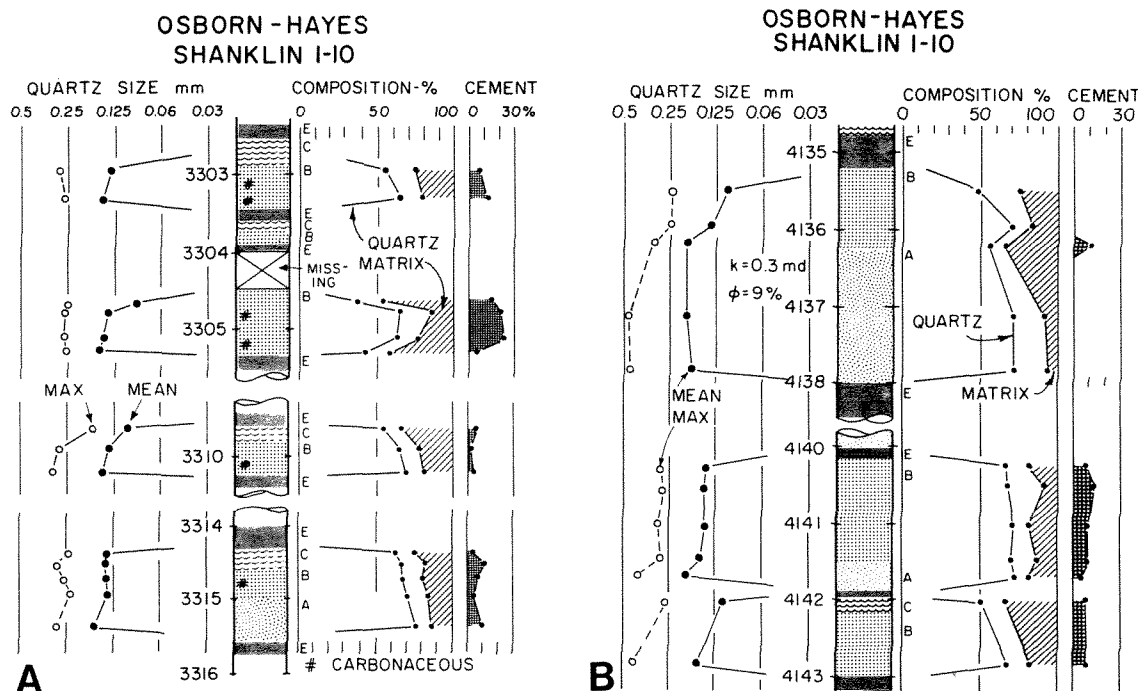 OSBORN-HAYES
SHANKLIN 1-10
QUARTZ SIZE mm
COMPOSITION-%
CEMENT
0.5 0.25 0.125 0.06 0.03
0 50 100 0 30%
E
C
3303
B
#
#
E
C
B
3304
E
QUARTZ
MATRIX
MISS-
ING
B
#
3305
#
E
MAX
MEAN
E
C
B
3310
#
E
3314
E
C
B
#
3315
A
E
3316
# CARBONACEOUS
A
OSBORN-HAYES
SHANKLIN 1-10
QUARTZ SIZE mm
COMPOSITION %
CEMENT
0.5 0.25 0.125 0.06 0.03
0 50 100 0 30
4135
E
B
4136
A
k=0.3 md
ϕ=9%
4137
QUARTZ
4138
E
MATRIX
MEAN
MAX
4140
E
B
4141
A
4142
C
B
4143
B